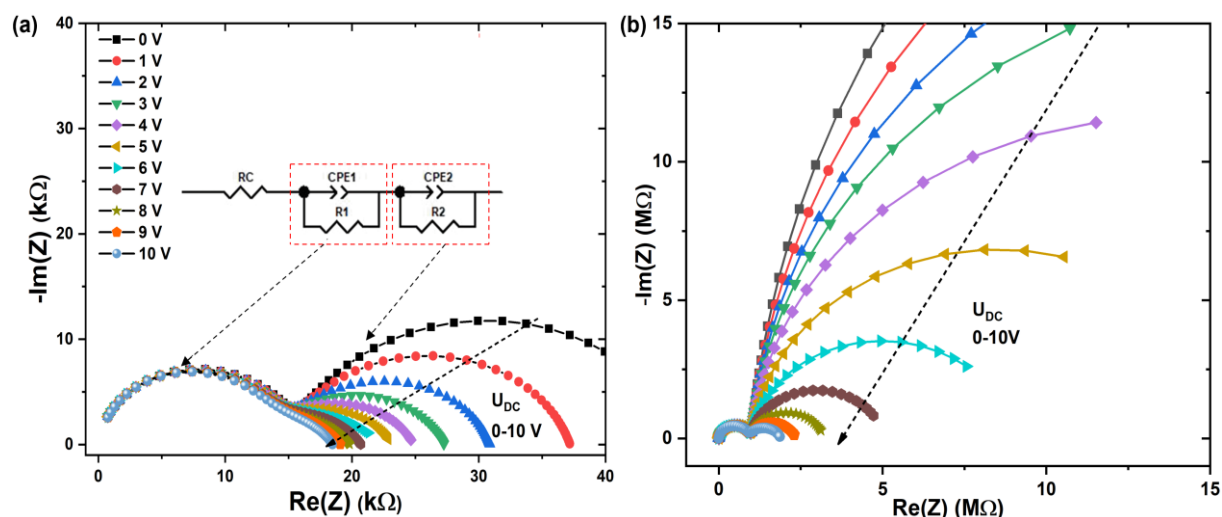 (a)
40
30
20
10
0
-Im(Z) (kΩ)
0 V
1 V
2 V
3 V
4 V
5 V
6 V
7 V
8 V
9 V
10 V
RC
CPE1
R1
CPE2
R2
U_DC
0-10 V
0
10
20
30
40
Re(Z) (kΩ)
(b)
15
10
5
0
-Im(Z) (MΩ)
U_DC
0-10V
0
5
10
15
Re(Z) (MΩ)